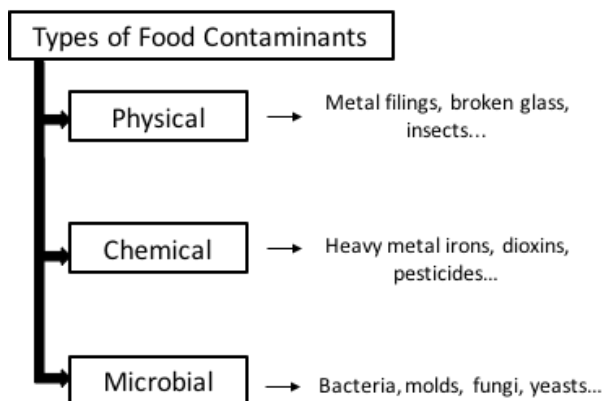 Types of Food Contaminants
Physical
Metal filings, broken glass,
insects...
Chemical
Heavy metal irons, dioxins,
pesticides...
Microbial
Bacteria, molds, fungi, yeasts...